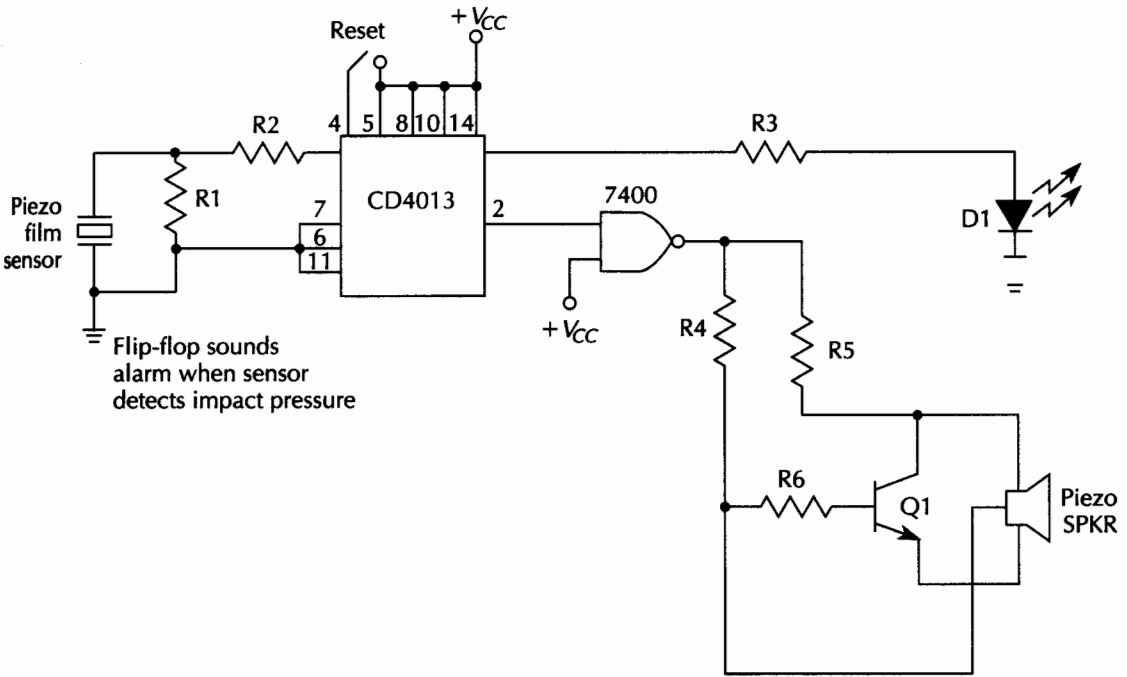 +VCC
Reset
4 5 8 10 14
R2
R3
R1
CD4013
7400
Piezo
film
sensor
7
6
11
2
D1
+VCC
R4
R5
Flip-flop sounds
alarm when sensor
detects impact pressure
R6
Q1
Piezo
SPKR